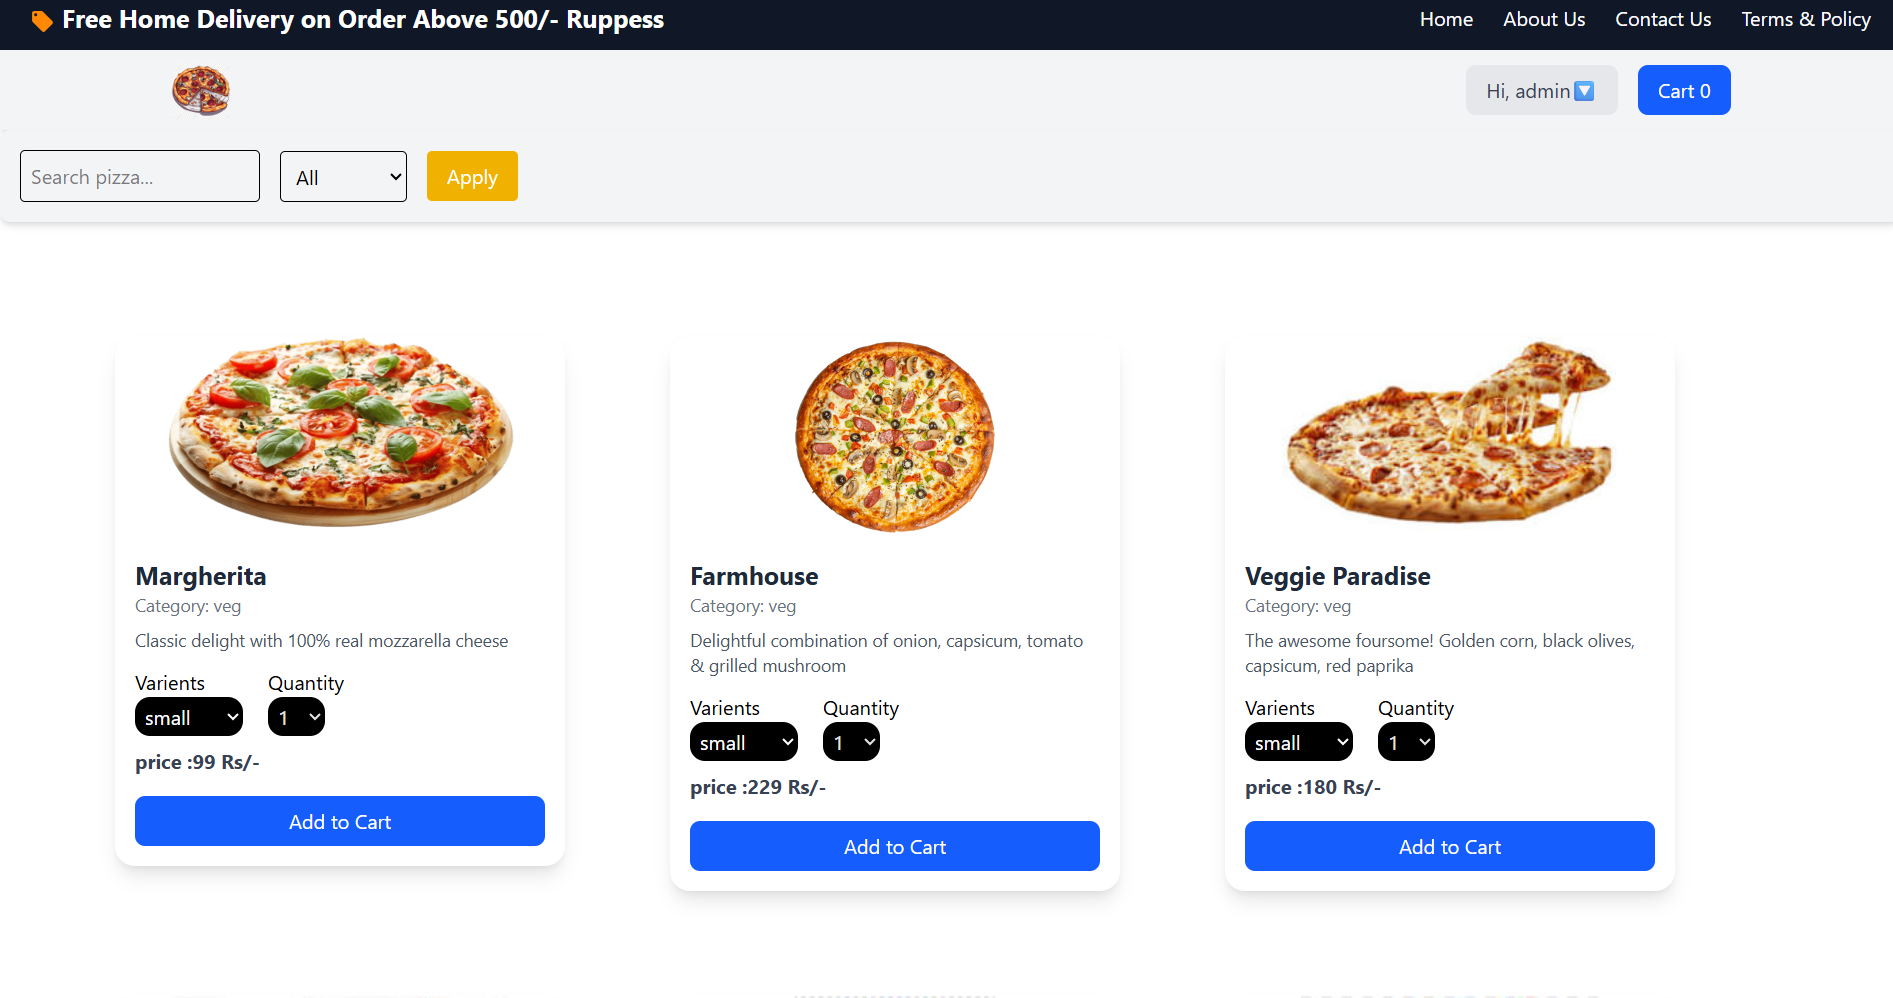 Free Home Delivery on Order Above 500/- Ruppess
Home About Us Contact Us Terms & Policy
Hi, admin🔽 Cart 0
Search pizza... All Apply
Margherita
Category: veg
Classic delight with 100% real mozzarella cheese
Varients Quantity
small 1
price :99 Rs/-
Add to Cart
Farmhouse
Category: veg
Delightful combination of onion, capsicum, tomato
& grilled mushroom
Varients Quantity
small 1
price :229 Rs/-
Add to Cart
Veggie Paradise
Category: veg
The awesome foursome! Golden corn, black olives,
capsicum, red paprika
Varients Quantity
small 1
price :180 Rs/-
Add to Cart